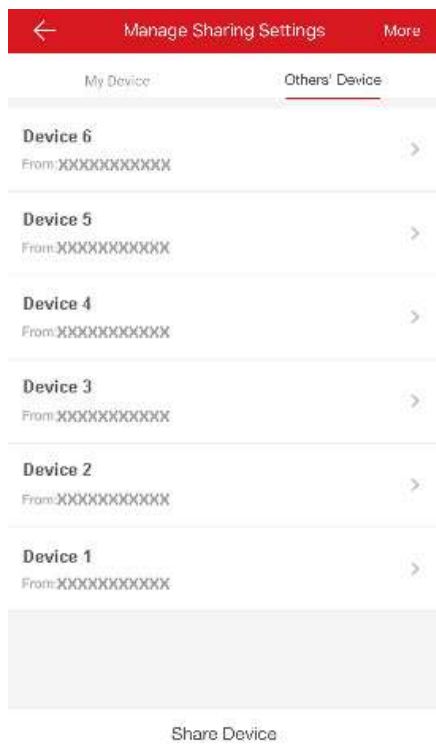 Manage Sharing Settings More
My Device Others' Device
Device 6
From:XXXXXXXXXXX
Device 5
From:XXXXXXXXXXX
Device 4
From:XXXXXXXXXXX
Device 3
From:XXXXXXXXXXX
Device 2
From:XXXXXXXXXXX
Device 1
From:XXXXXXXXXXX
Share Device